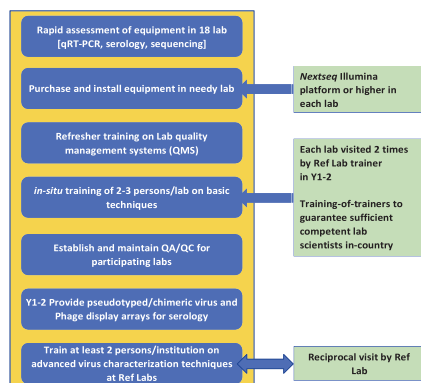 Rapid assessment of equipment in 18 lab
[qRT-PCR, serology, sequencing]
Purchase and install equipment in needy lab
Nextseq Illumina
platform or higher in
each lab
Refresher training on Lab quality
management systems (QMS)
Each lab visited 2 times
by Ref Lab trainer
in Y1-2
Training-of-trainers to
guarantee sufficient
competent lab
scientists in-country
in-situ training of 2-3 persons/lab on basic
techniques
Establish and maintain QA/QC for
participating labs
Y1-2 Provide pseudotyped/chimeric virus and
Phage display arrays for serology
Train at least 2 persons/institution on
advanced virus characterization techniques
at Ref Labs
Reciprocal visit by Ref
Lab